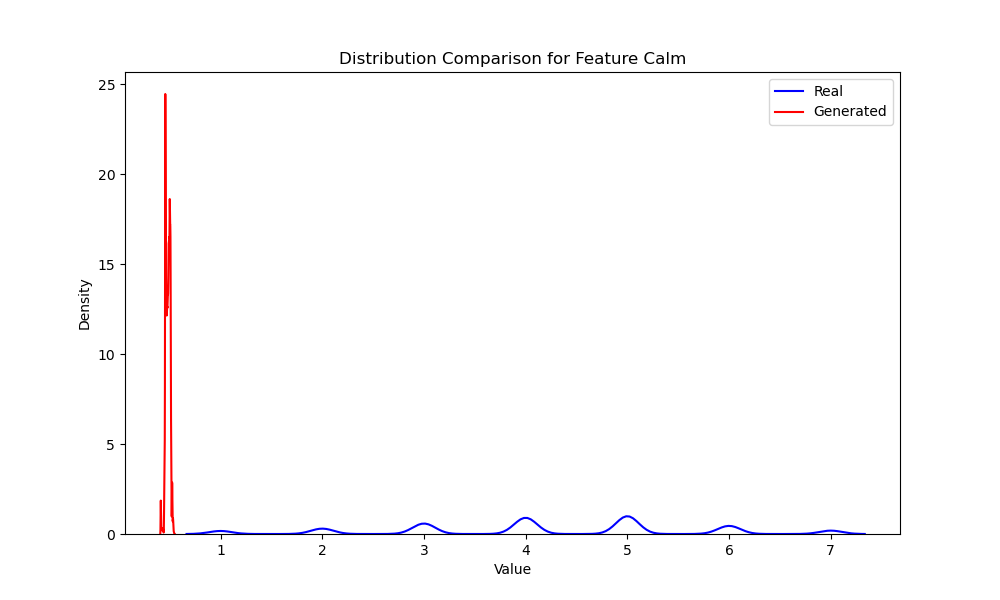 Distribution Comparison for Feature Calm
Real
Generated
Density
25
20
15
10
5
0
1 2 3 4 5 6 7
Value